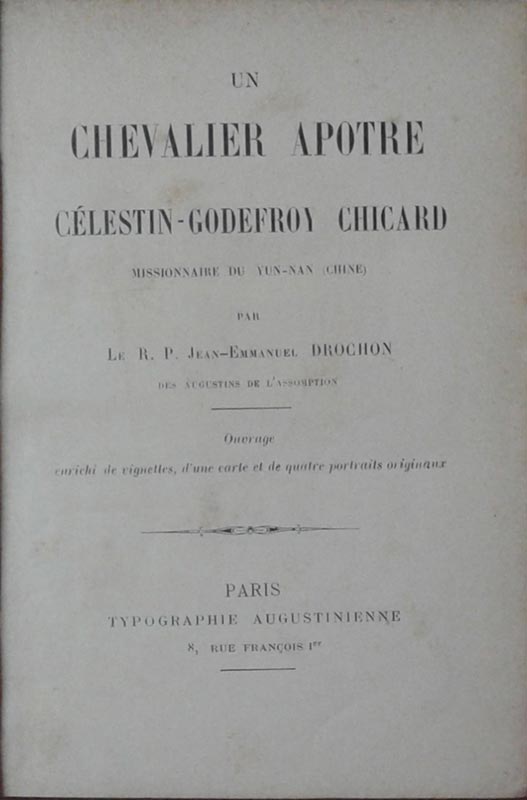 UN
CHEVALIER APOTRE
CÉLESTIN-GODEFROY CHICARD
MISSIONNAIRE DU YUN-NAN (CHINE)
PAR
LE R. P. JEAN-EMMANUEL DROCHON
DES AUGUSTINS DE L'ASSOMPTION
Ouvrage
enrichi de vignettes, d'une carte et de quatre portraits originaux
PARIS
TYPOGRAPHIE AUGUSTINIENNE
8, RUE FRANÇOIS Ier